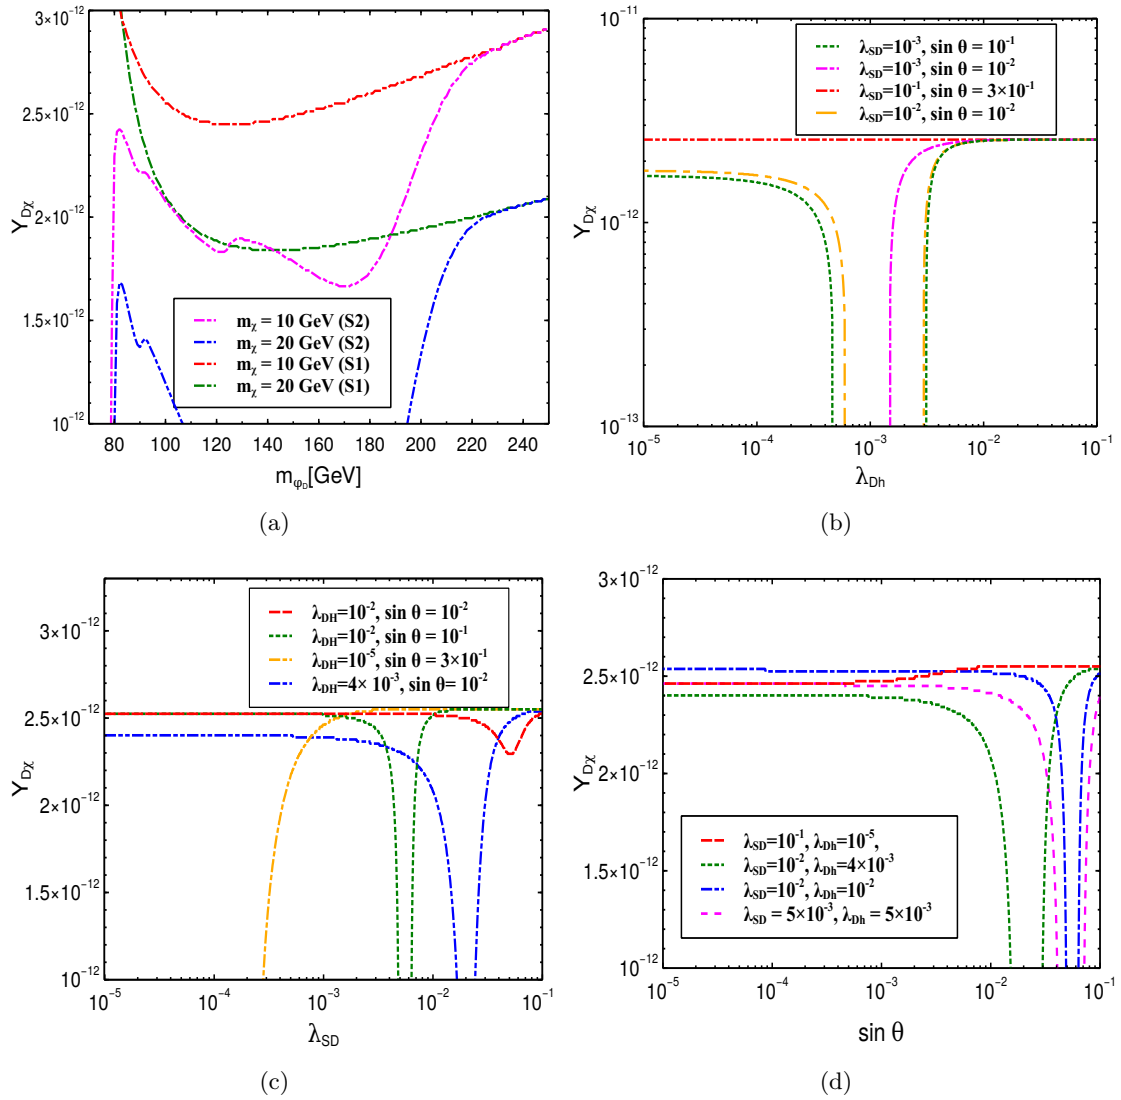 3×10⁻¹²
2.5×10⁻¹²
2×10⁻¹²
1.5×10⁻¹²
10⁻¹²
Y_Dχ
m_χ = 10 GeV (S2)
m_χ = 20 GeV (S2)
m_χ = 10 GeV (S1)
m_χ = 20 GeV (S1)
80 100 120 140 160 180 200 220 240
m_φ_D[GeV]
(a)
10⁻¹¹
10⁻¹²
10⁻¹³
Y_Dχ
λ_SD=10⁻³, sin θ = 10⁻¹
λ_SD=10⁻³, sin θ = 10⁻²
λ_SD=10⁻¹, sin θ = 3×10⁻¹
λ_SD=10⁻², sin θ = 10⁻²
10⁻⁵ 10⁻⁴ 10⁻³ 10⁻² 10⁻¹
λ_Dh
(b)
3×10⁻¹²
2.5×10⁻¹²
2×10⁻¹²
1.5×10⁻¹²
10⁻¹²
Y_Dχ
λ_DH=10⁻², sin θ = 10⁻²
λ_DH=10⁻², sin θ = 10⁻¹
λ_DH=10⁻⁵, sin θ = 3×10⁻¹
λ_DH=4× 10⁻³, sin θ= 10⁻²
10⁻⁵ 10⁻⁴ 10⁻³ 10⁻² 10⁻¹
λ_SD
(c)
3×10⁻¹²
2.5×10⁻¹²
2×10⁻¹²
1.5×10⁻¹²
10⁻¹²
Y_Dχ
λ_SD=10⁻¹, λ_Dh=10⁻⁵,
λ_SD=10⁻², λ_Dh=4×10⁻³
λ_SD=10⁻², λ_Dh=10⁻²
λ_SD = 5×10⁻³, λ_Dh = 5×10⁻³
10⁻⁵ 10⁻⁴ 10⁻³ 10⁻² 10⁻¹
sin θ
(d)